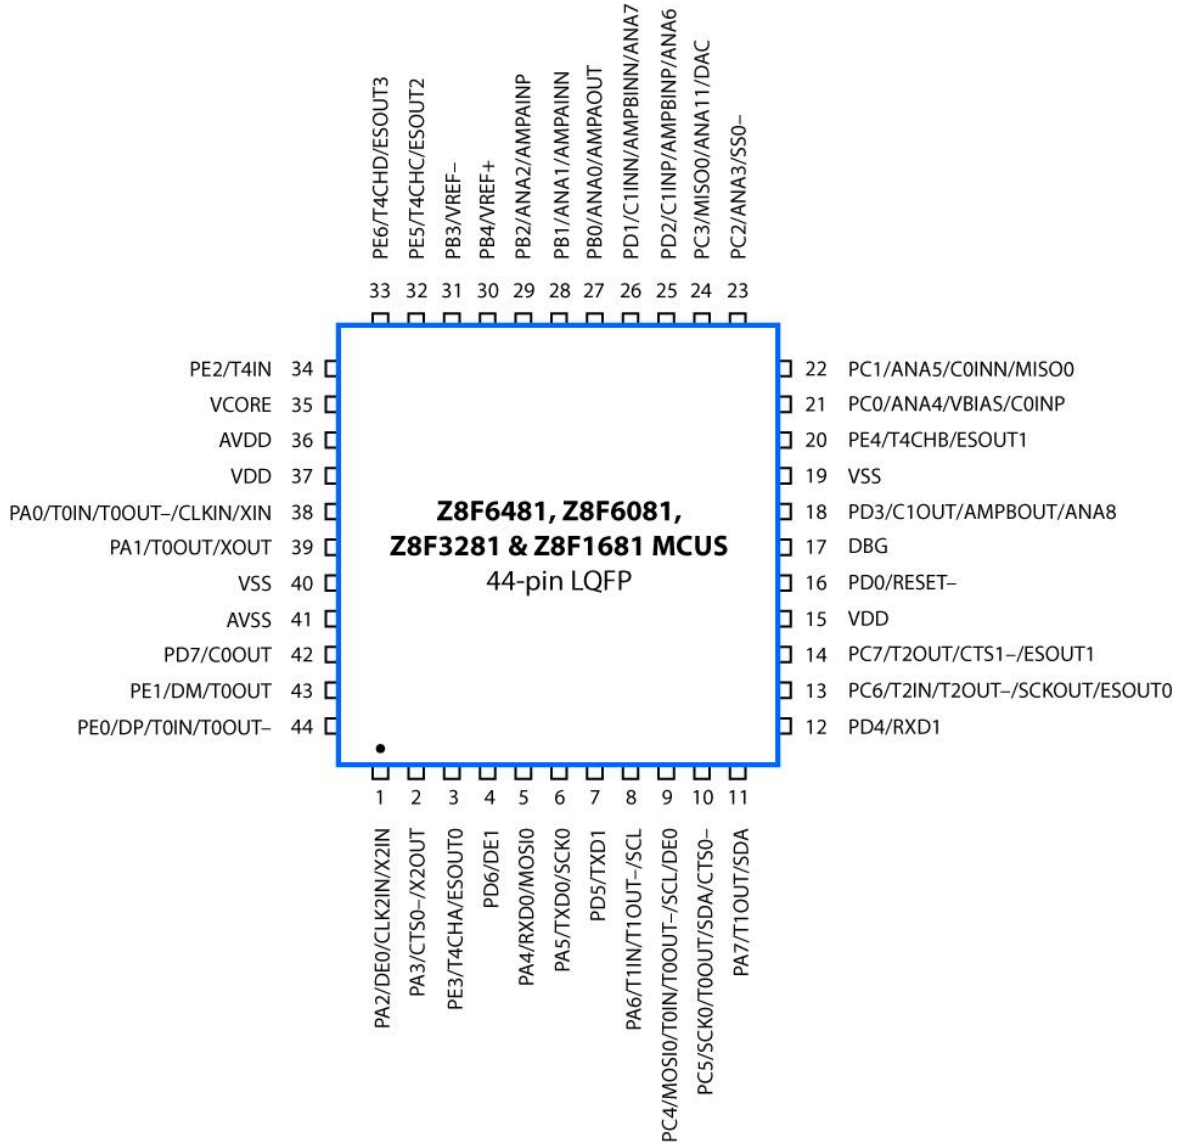 PE6/T4CHD/ESOUT3
PE5/T4CHC/ESOUT2
PB3/VREF–
PB4/VREF+
PB2/ANA2/AMPAINP
PB1/ANA1/AMPAINN
PB0/ANA0/AMPAOUT
PD1/C1INN/AMPBINN/ANA7
PD2/C1INP/AMPBINP/ANA6
PC3/MISO0/ANA11/DAC
PC2/ANA3/SS0–
33 32 31 30 29 28 27 26 25 24 23
PE2/T4IN 34
VCORE 35
AVDD 36
VDD 37
PA0/T0IN/T0OUT–/CLKIN/XIN 38
PA1/T0OUT/XOUT 39
VSS 40
AVSS 41
PD7/C0OUT 42
PE1/DM/T0OUT 43
PE0/DP/T0IN/T0OUT– 44
Z8F6481, Z8F6081,
Z8F3281 & Z8F1681 MCUS
44-pin LQFP
22 PC1/ANA5/C0INN/MISO0
21 PC0/ANA4/VBIAS/C0INP
20 PE4/T4CHB/ESOUT1
19 VSS
18 PD3/C1OUT/AMPBOUT/ANA8
17 DBG
16 PD0/RESET–
15 VDD
14 PC7/T2OUT/CTS1–/ESOUT1
13 PC6/T2IN/T2OUT–/SCKOUT/ESOUT0
12 PD4/RXD1
1 2 3 4 5 6 7 8 9 10 11
PA2/DE0/CLK2IN/X2IN
PA3/CTS0–/X2OUT
PE3/T4CHA/ESOUT0
PD6/DE1
PA4/RXD0/MOSI0
PA5/TXD0/SCK0
PD5/TXD1
PA6/T1IN/T1OUT–/SCL
PC4/MOSI0/T0IN/T0OUT–/SCL/DE0
PC5/SCK0/T0OUT/SDA/CTS0–
PA7/T1OUT/SDA